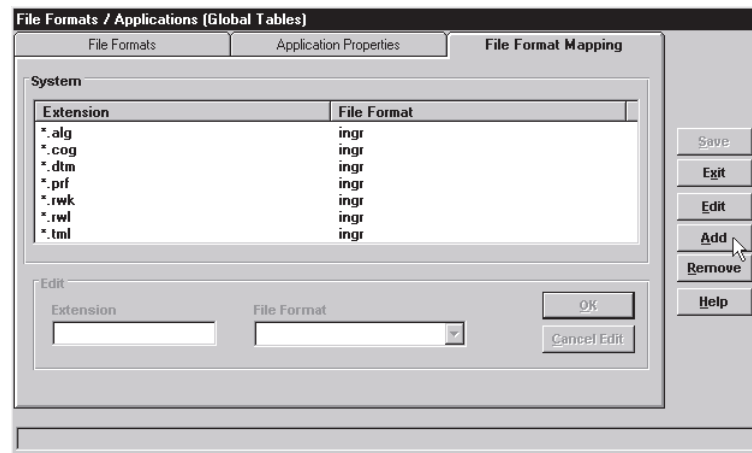 File Formats / Applications (Global Tables)
File Formats Application Properties File Format Mapping
System
Extension File Format
*.alg ingr
*.cog ingr
*.dtm ingr
*.prf ingr
*.rwk ingr
*.rwl ingr
*.tml ingr
Save
Exit
Edit
Add
Remove
Help
Edit
Extension File Format
OK
Cancel Edit